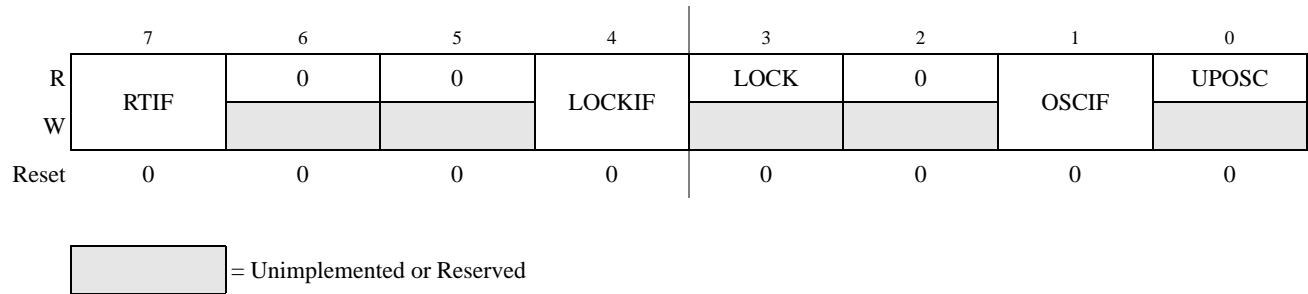 7 6 5 4 3 2 1 0
R RTIF 0 0 LOCKIF LOCK 0 OSCIF UPOSC
W
Reset 0 0 0 0 0 0 0 0
= Unimplemented or Reserved